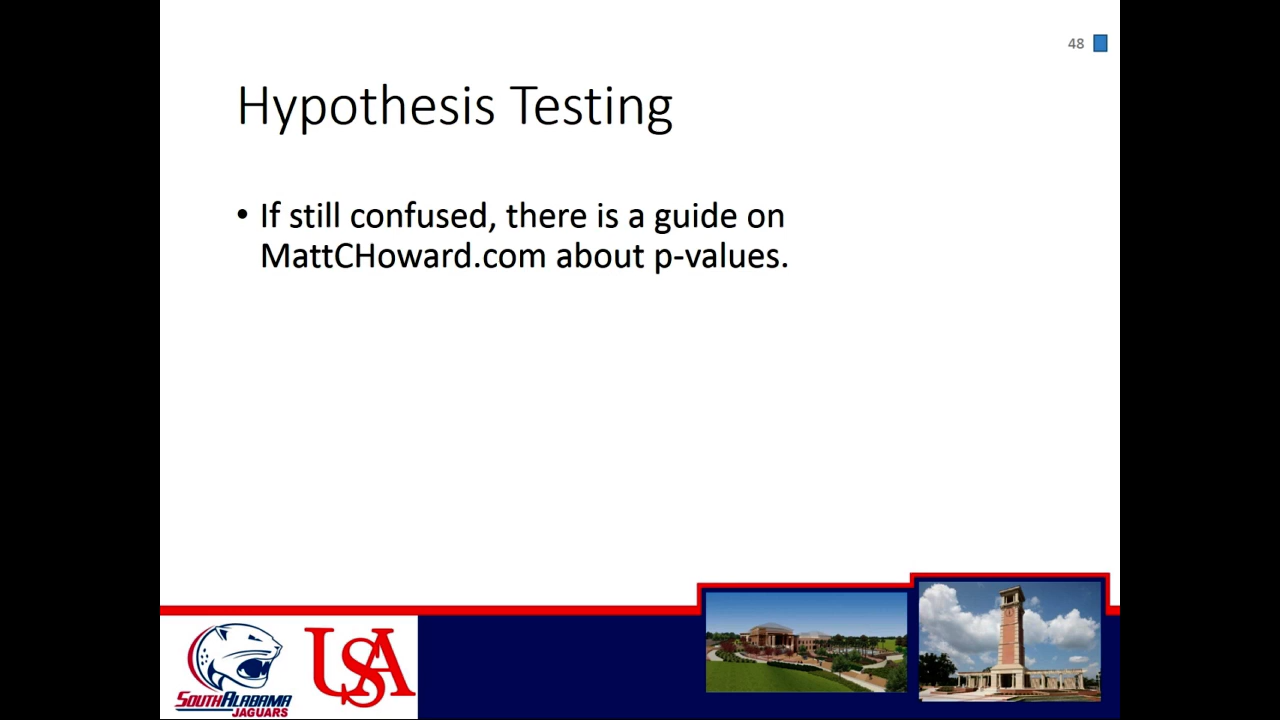 48
Hypothesis Testing
• If still confused, there is a guide on
MattCHoward.com about p-values.
SOUTH ALABAMA
JAGUARS
USA